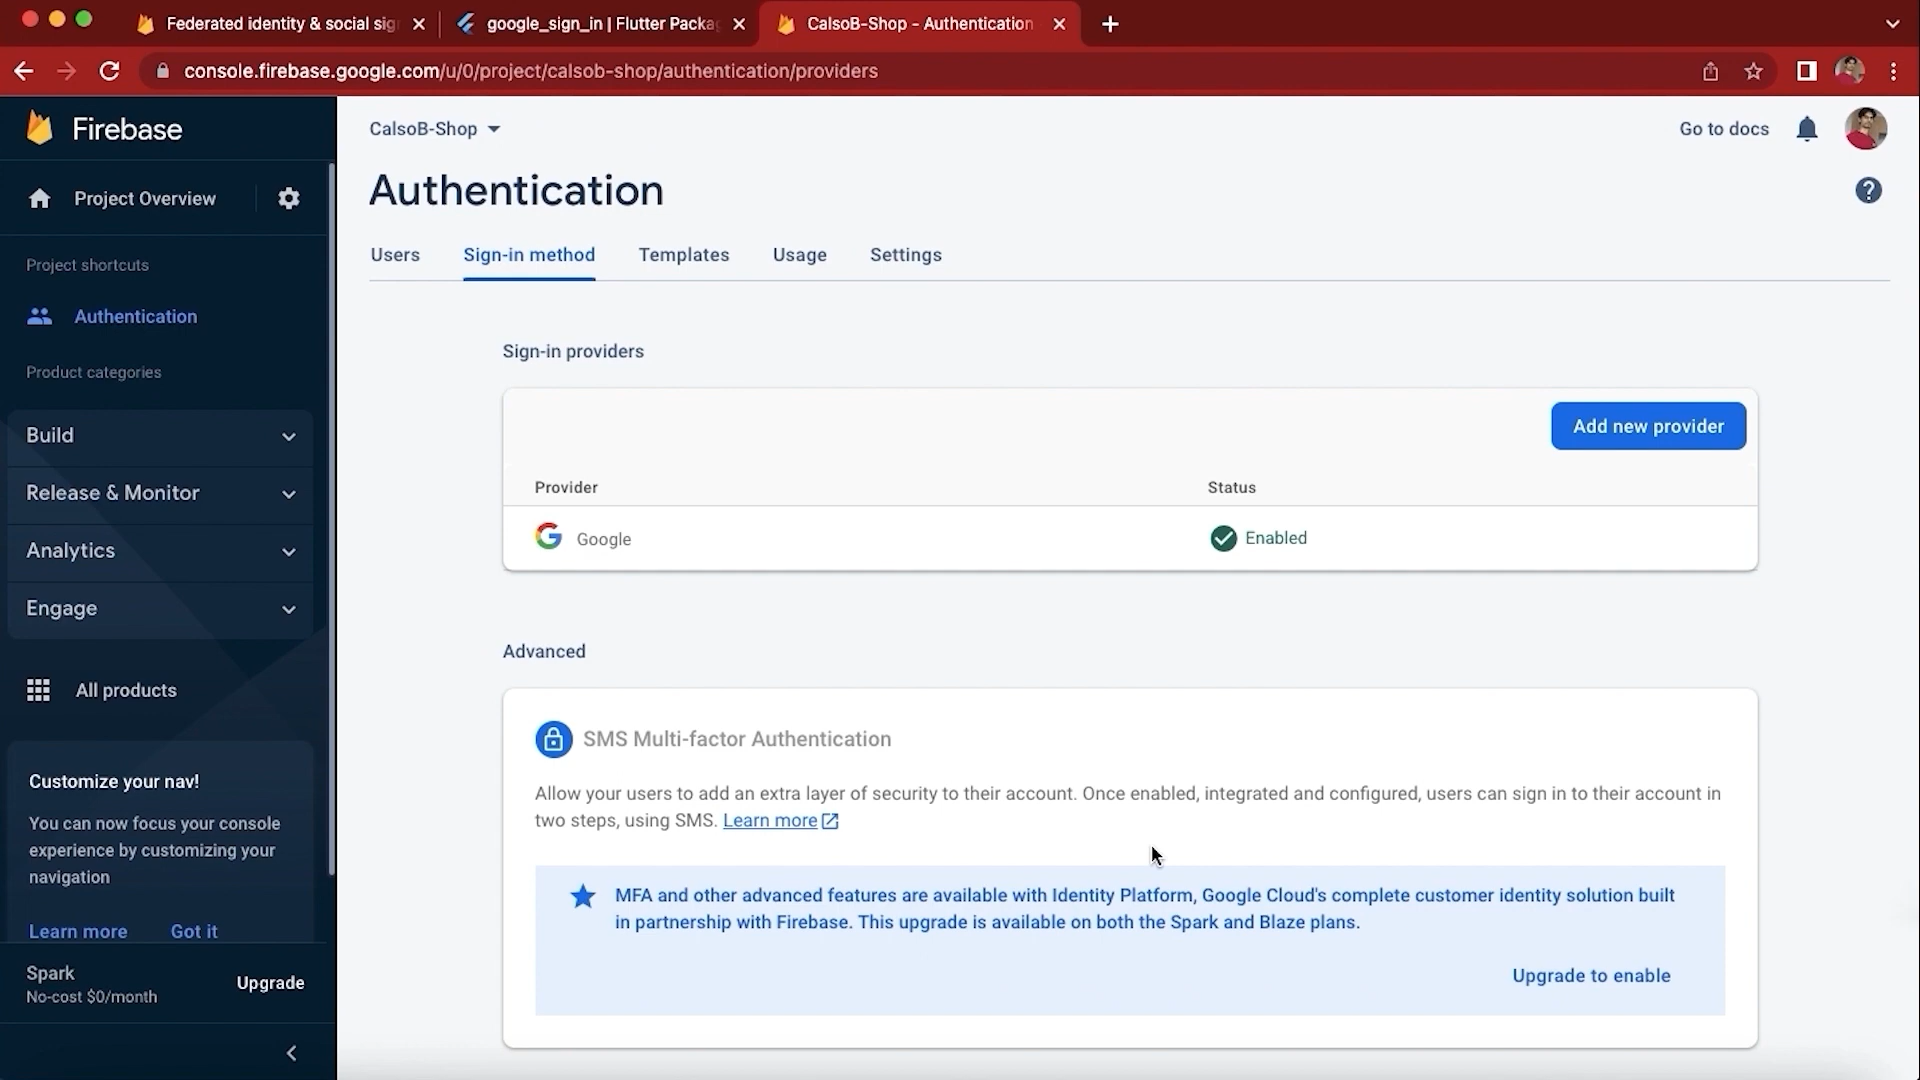 Federated identity & social sig
google_sign_in | Flutter Packa
CalsoB-Shop - Authentication
console.firebase.google.com/u/0/project/calsob-shop/authentication/providers
Firebase
CalsoB-Shop
Go to docs
Project Overview
Authentication
Users
Sign-in method
Templates
Usage
Settings
Project shortcuts
Authentication
Product categories
Build
Release & Monitor
Analytics
Engage
All products
Customize your nav!
You can now focus your console
experience by customizing your
navigation
Learn more
Got it
Spark
No-cost $0/month
Upgrade
Sign-in providers
Add new provider
Provider
Status
Google
Enabled
Advanced
SMS Multi-factor Authentication
Allow your users to add an extra layer of security to their account. Once enabled, integrated and configured, users can sign in to their account in
two steps, using SMS. Learn more
MFA and other advanced features are available with Identity Platform, Google Cloud's complete customer identity solution built
in partnership with Firebase. This upgrade is available on both the Spark and Blaze plans.
Upgrade to enable